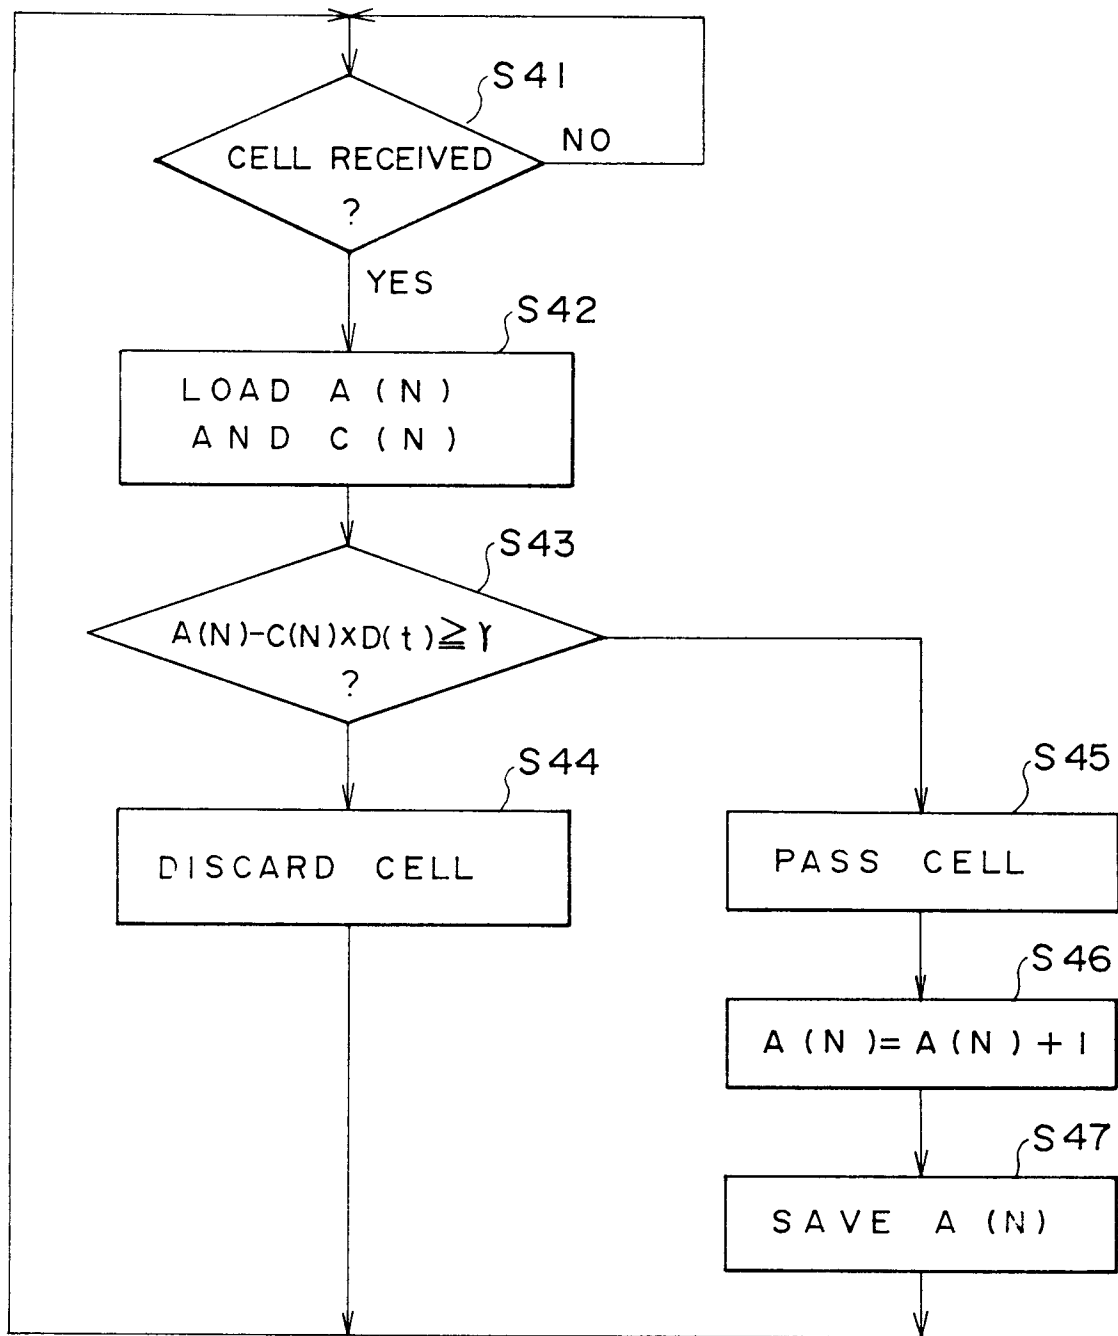 S41
CELL RECEIVED
?
NO
YES
S42
LOAD A(N)
AND C(N)
S43
A(N)-C(N)xD(t)≧γ
?
S44
DISCARD CELL
S45
PASS CELL
S46
A(N)=A(N)+1
S47
SAVE A(N)